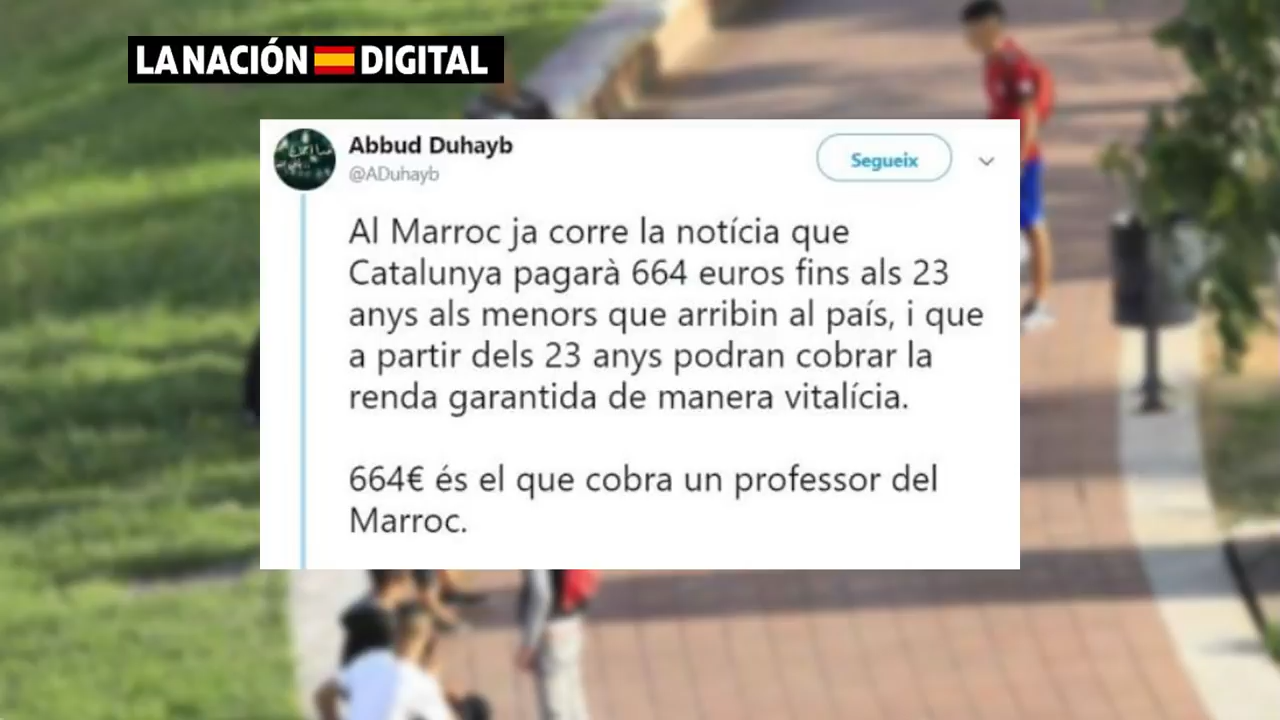 LA NACIÓN DIGITAL
Abbud Duhayb
@ADuhayb
Segueix
Al Marroc ja corre la notícia que
Catalunya pagarà 664 euros fins als 23
anys als menors que arribin al país, i que
a partir dels 23 anys podran cobrar la
renda garantida de manera vitalícia.
664€ és el que cobra un professor del
Marroc.